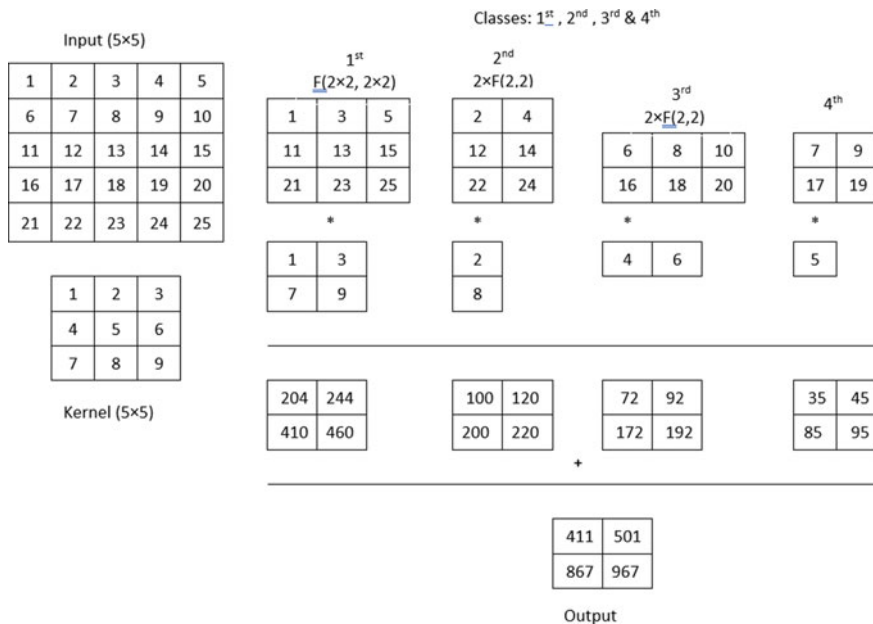 Classes: 1st , 2nd , 3rd & 4th
Input (5×5)
1 2 3 4 5
6 7 8 9 10
11 12 13 14 15
16 17 18 19 20
21 22 23 24 25
1 2 3
4 5 6
7 8 9
Kernel (5×5)
1st
F(2×2, 2×2)
1 3 5
11 13 15
21 23 25
*
1 3
7 9
2nd
2×F(2,2)
2 4
12 14
22 24
*
2
8
3rd
2×F(2,2)
6 8 10
16 18 20
*
4 6
4th
7 9
17 19
*
5
204 244
410 460
100 120
200 220
72 92
172 192
35 45
85 95
+
411 501
867 967
Output